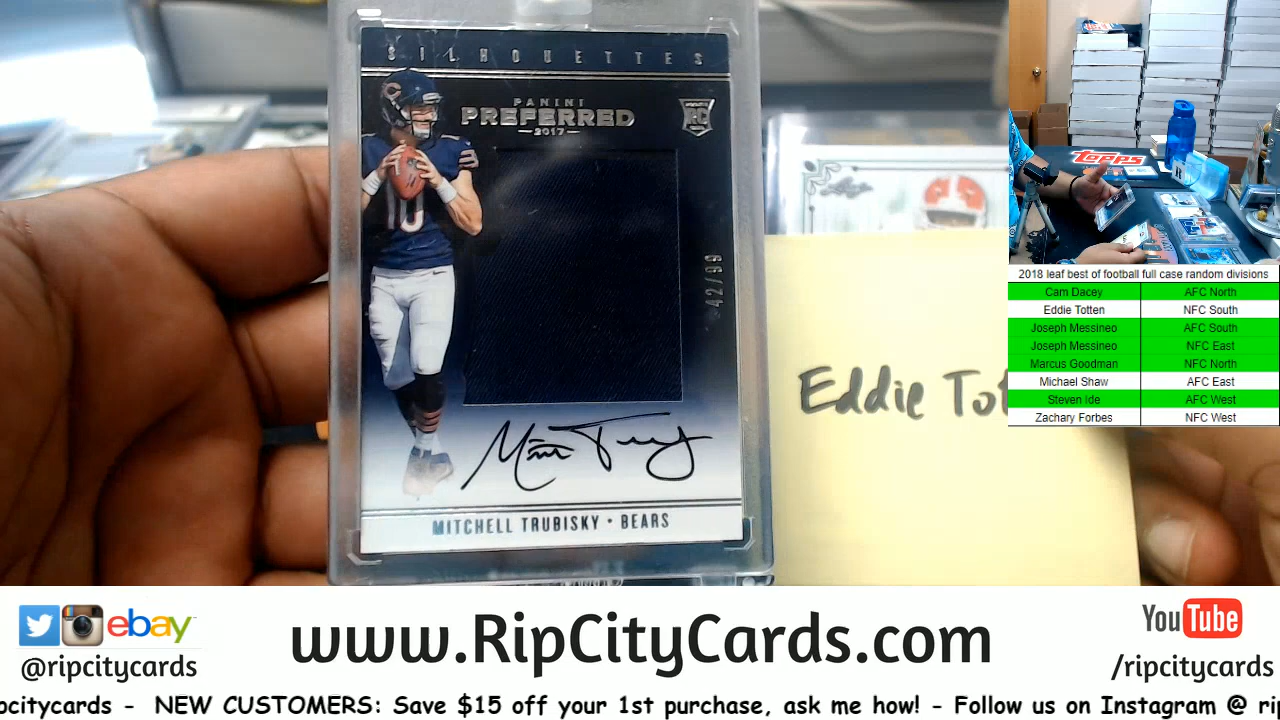 SILHOUETTES
PANINI
PREFERRED
2017
RC
10
42/99
MITCHELL TRUBISKY • BEARS
Leaf
Eddie Tot
topps
2018 leaf best of football full case random divisions
Cam Dacey AFC North
Eddie Totten NFC South
Joseph Messineo AFC South
Joseph Messineo NFC East
Marcus Goodman NFC North
Michael Shaw AFC East
Steven Ide AFC West
Zachary Forbes NFC West
ebay
@ripcitycards
www.RipCityCards.com
YouTube
/ripcitycards
pcitycards - NEW CUSTOMERS: Save $15 off your 1st purchase, ask me how! - Follow us on Instagram @ rip